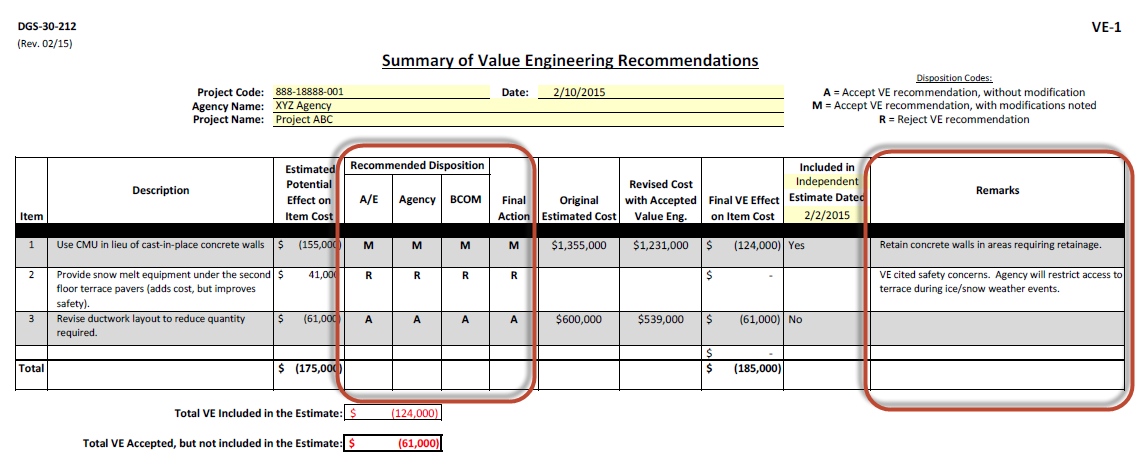 DGS-30-212
VE-1
(Rev. 02/15)
Summary of Value Engineering Recommendations
Disposition Codes:
Project Code: 888-18888-001 Date: 2/10/2015
A = Accept VE recommendation, without modification
Agency Name: XYZ Agency
M = Accept VE recommendation, with modifications noted
Project Name: Project ABC
R = Reject VE recommendation
Item
Description
Estimated
Potential
Effect on
Item Cost
Recommended Disposition
A/E
Agency
BCOM
Final
Action
Original
Estimated Cost
Revised Cost
with Accepted
Value Eng.
Final VE Effect
on Item Cost
Included in
Independent
Estimate Dated
2/2/2015
Remarks
1 Use CMU in lieu of cast-in-place concrete walls $ (155,000) M M M M $1,355,000 $1,231,000 $ (124,000) Yes Retain concrete walls in areas requiring retainage.
2 Provide snow melt equipment under the second $ 41,000 R R R R $ - VE cited safety concerns. Agency will restrict access to
floor terrace pavers (adds cost, but improves terrace during ice/snow weather events.
safety).
3 Revise ductwork layout to reduce quantity $ (61,000) A A A A $600,000 $539,000 $ (61,000) No
required.
$ -
Total $ (175,000) $ (185,000)
Total VE Included in the Estimate: $ (124,000)
Total VE Accepted, but not included in the Estimate: $ (61,000)